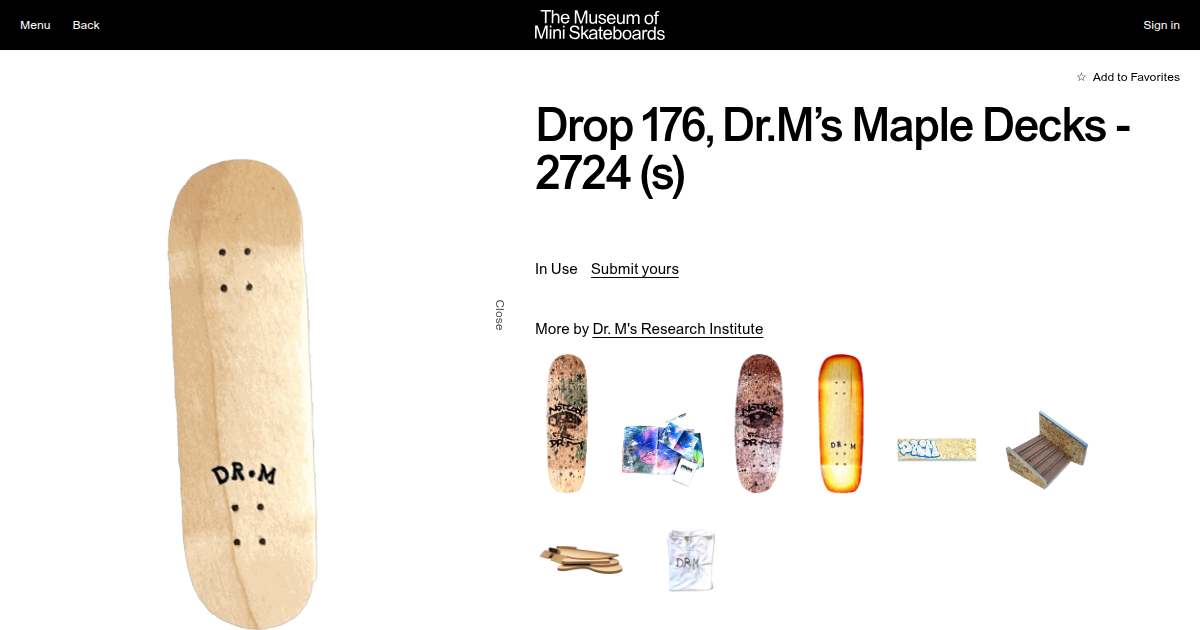 Menu
Back
The Museum of
Mini Skateboards
Sign in
☆ Add to Favorites
Drop 176, Dr.M’s Maple Decks -
2724 (s)
In Use Submit yours
Close
More by Dr. M's Research Institute
DR•M
DR•M
DRM